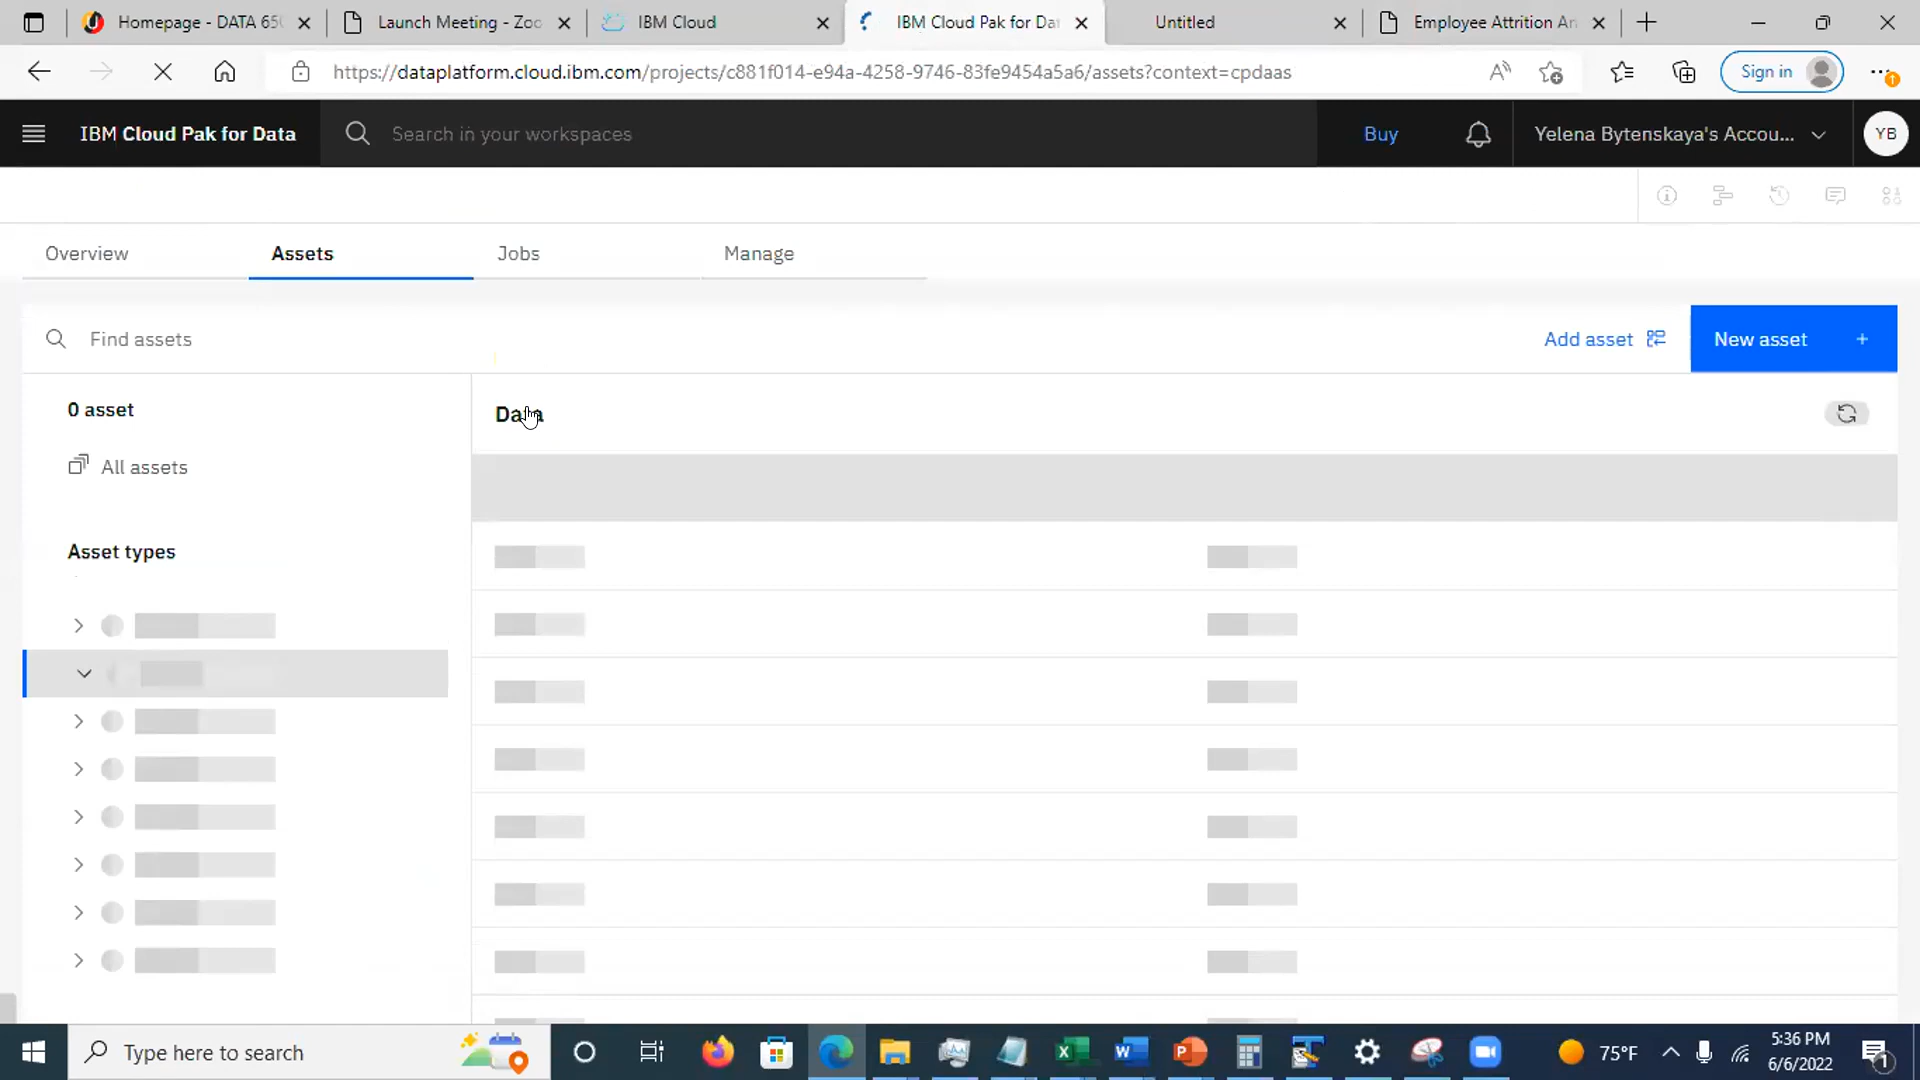 Homepage - DATA 650
Launch Meeting - Zoo
IBM Cloud
IBM Cloud Pak for Dat
Untitled
Employee Attrition An
https://dataplatform.cloud.ibm.com/projects/c881f014-e94a-4258-9746-83fe9454a5a6/assets?context=cpdaas
Sign in
IBM Cloud Pak for Data
Search in your workspaces
Buy
Yelena Bytenskaya's Accou...
YB
Overview
Assets
Jobs
Manage
Find assets
Add asset
New asset +
0 asset
Data
All assets
Asset types
Type here to search
75°F
5:36 PM
6/6/2022
1